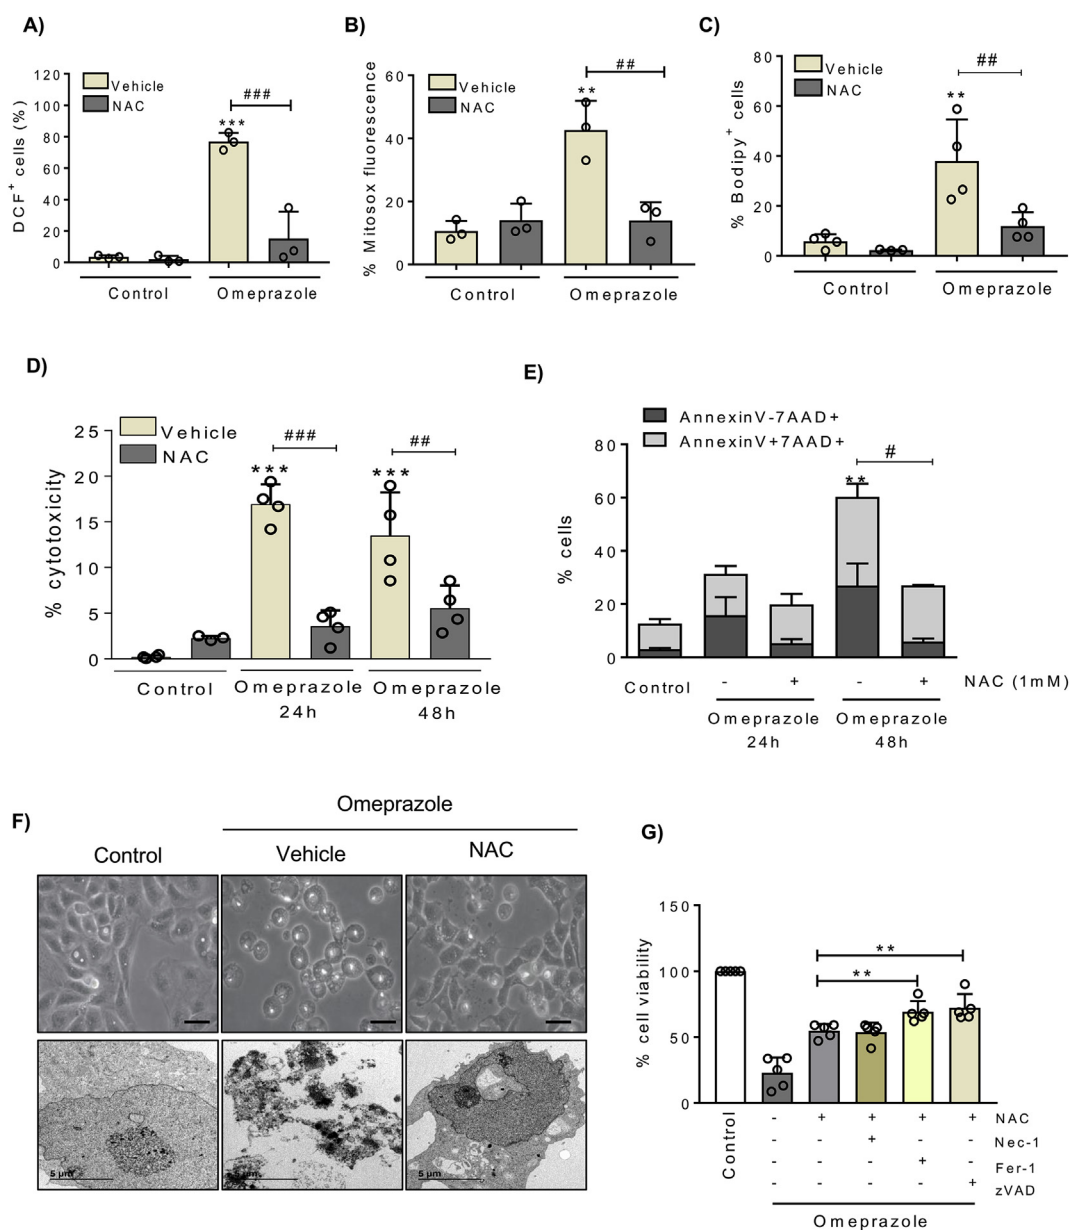 A)
DCF+ cells (%)
120
100
80
60
40
20
0
Vehicle
NAC
***
###
Control
Omeprazole
B)
% Mitosox fluorescence
60
40
20
0
Vehicle
NAC
**
##
Control
Omeprazole
C)
% Bodipy+ cells
80
60
40
20
0
Vehicle
NAC
**
##
Control
Omeprazole
D)
% cytotoxicity
25
20
15
10
5
0
Vehicle
NAC
***
###
***
##
Control
Omeprazole
24h
Omeprazole
48h
E)
AnnexinV-7AAD+
AnnexinV+7AAD+
% cells
80
60
40
20
0
**
#
Control
- + - + NAC (1mM)
Omeprazole
24h
Omeprazole
48h
F)
Omeprazole
Control
Vehicle
NAC
5 µm
5 µm
5 µm
G)
% cell viability
150
100
50
0
**
**
Control
- + + + + NAC
- - + - - Nec-1
- - - + - Fer-1
- - - - + zVAD
Omeprazole